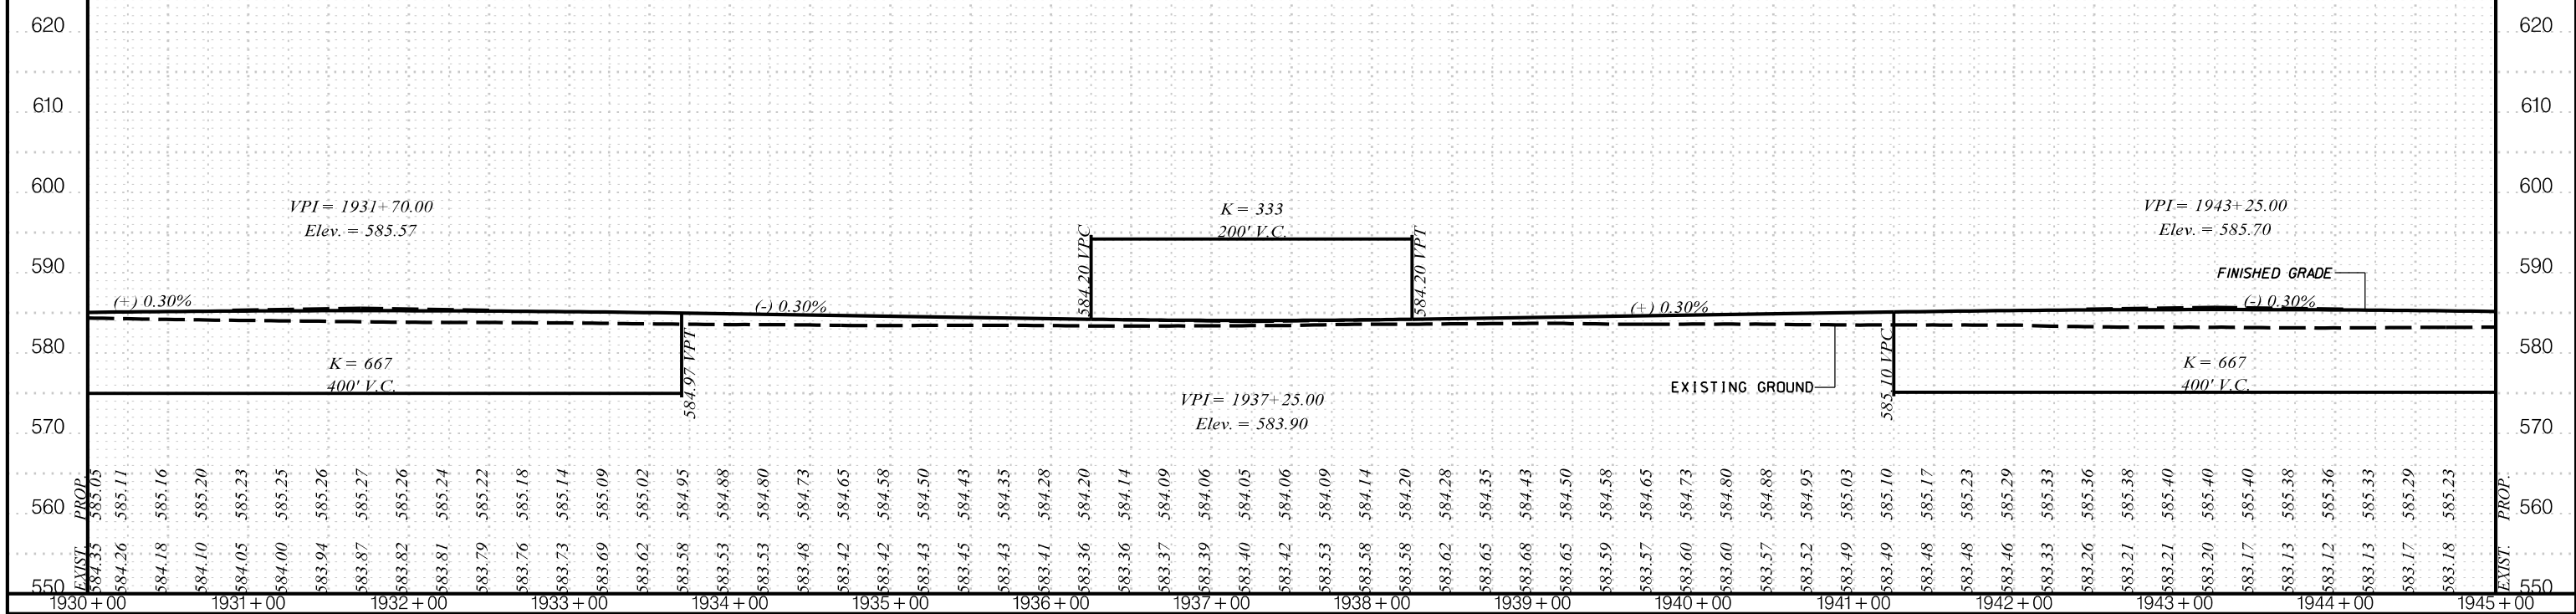 620
620
610
610
600
600
VPI = 1931+70.00
Elev. = 585.57
K = 333
200' V.C.
VPI = 1943+25.00
Elev. = 585.70
584.20 VPC
584.20 VPT
590
590
FINISHED GRADE
(+) 0.30%
(-) 0.30%
(+) 0.30%
(-) 0.30%
580
580
K = 667
400' V.C.
584.97 VPT
EXISTING GROUND
585.10 VPC
K = 667
400' V.C.
VPI = 1937+25.00
Elev. = 583.90
570
570
560
560
PROP. 585.05 585.11 585.16 585.20 585.23 585.25 585.26 585.27 585.26 585.24 585.22 585.18 585.14 585.09 585.02 584.95 584.88 584.80 584.73 584.65 584.58 584.50 584.43 584.35 584.28 584.20 584.14 584.09 584.06 584.05 584.06 584.09 584.14 584.20 584.28 584.35 584.43 584.50 584.58 584.65 584.73 584.80 584.88 584.95 585.03 585.10 585.17 585.23 585.29 585.33 585.36 585.38 585.40 585.40 585.40 585.38 585.36 585.33 585.29 585.23 PROP.
EXIST. 584.35 584.26 584.18 584.10 584.05 584.00 583.94 583.87 583.82 583.81 583.79 583.76 583.73 583.69 583.62 583.58 583.53 583.53 583.48 583.42 583.42 583.43 583.45 583.43 583.41 583.36 583.36 583.37 583.39 583.40 583.42 583.53 583.58 583.58 583.62 583.65 583.68 583.65 583.59 583.57 583.60 583.60 583.57 583.52 583.49 583.49 583.48 583.48 583.46 583.33 583.26 583.21 583.21 583.20 583.17 583.13 583.12 583.13 583.17 583.18 EXIST.
550
550
1930+00 1931+00 1932+00 1933+00 1934+00 1935+00 1936+00 1937+00 1938+00 1939+00 1940+00 1941+00 1942+00 1943+00 1944+00 1945+00